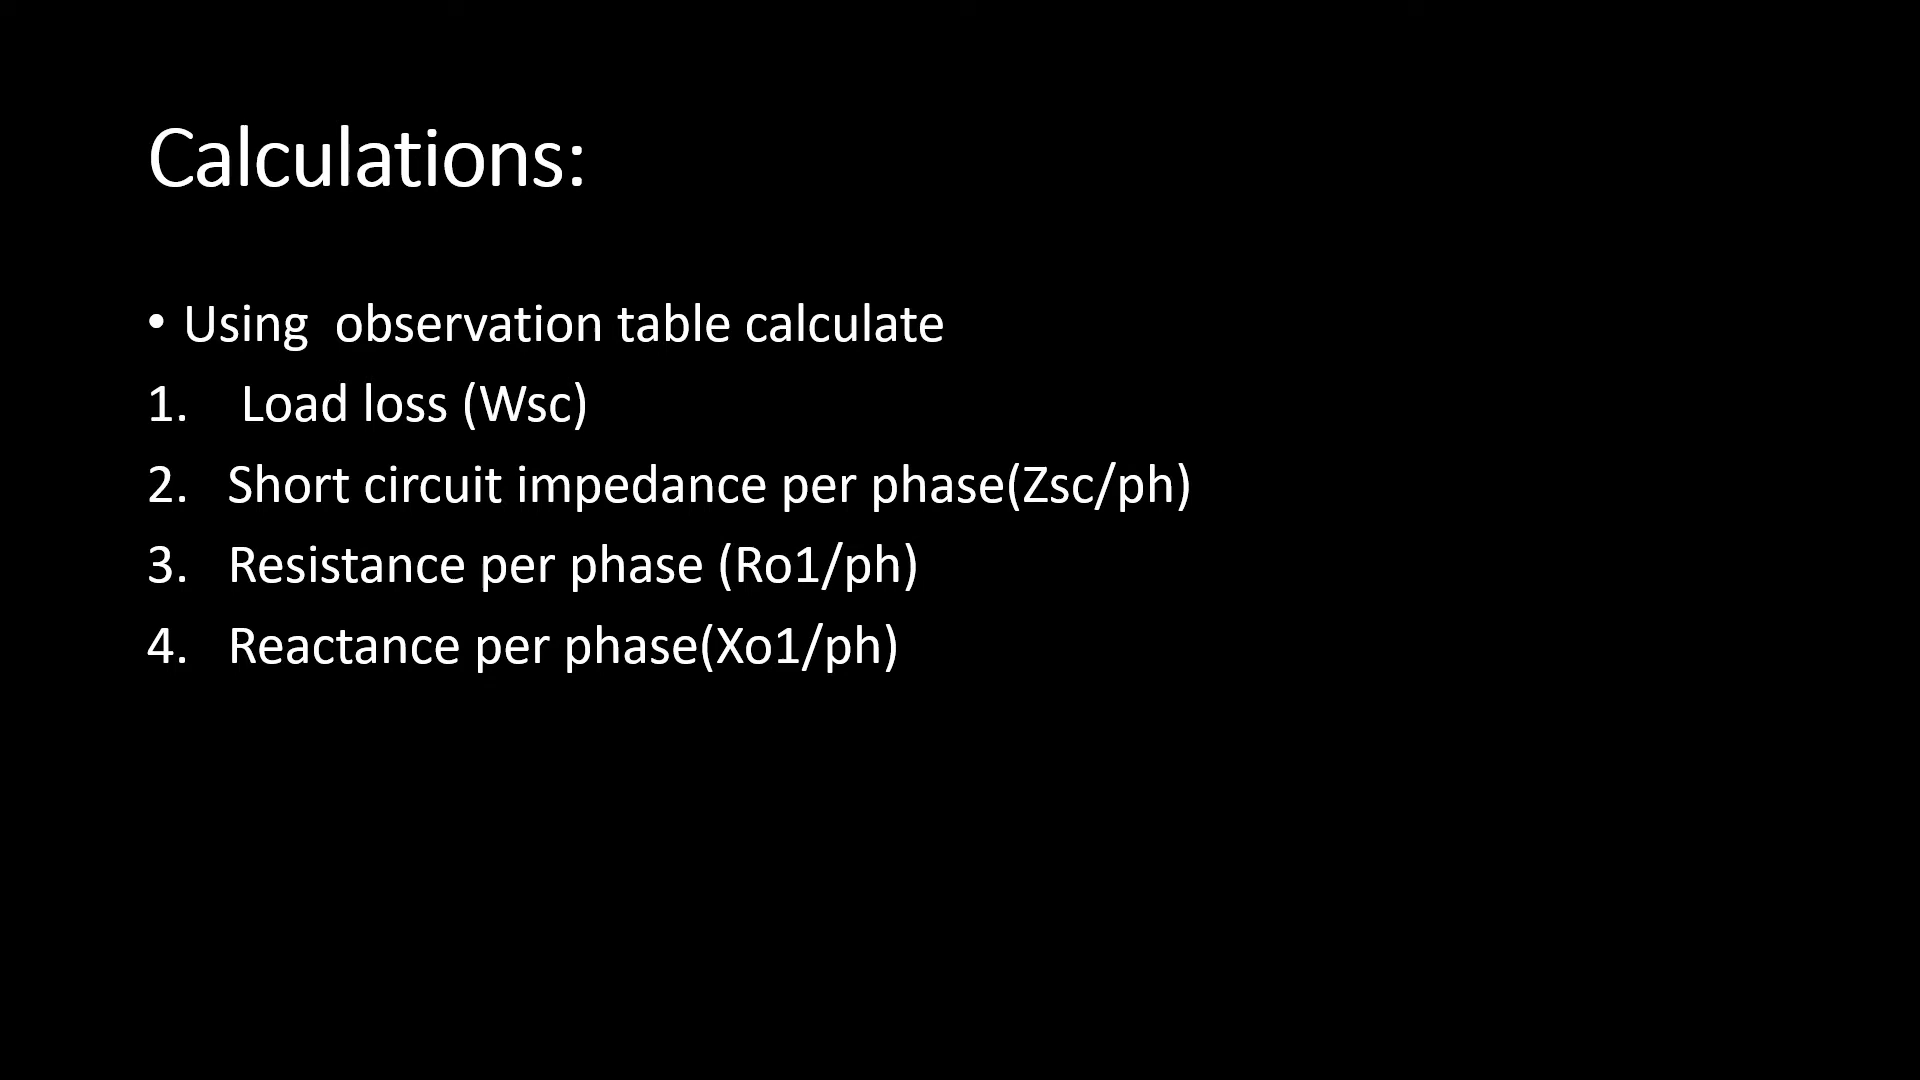 Calculations:
• Using  observation table calculate
1. Load loss (Wsc)
2. Short circuit impedance per phase(Zsc/ph)
3. Resistance per phase (Ro1/ph)
4. Reactance per phase(Xo1/ph)